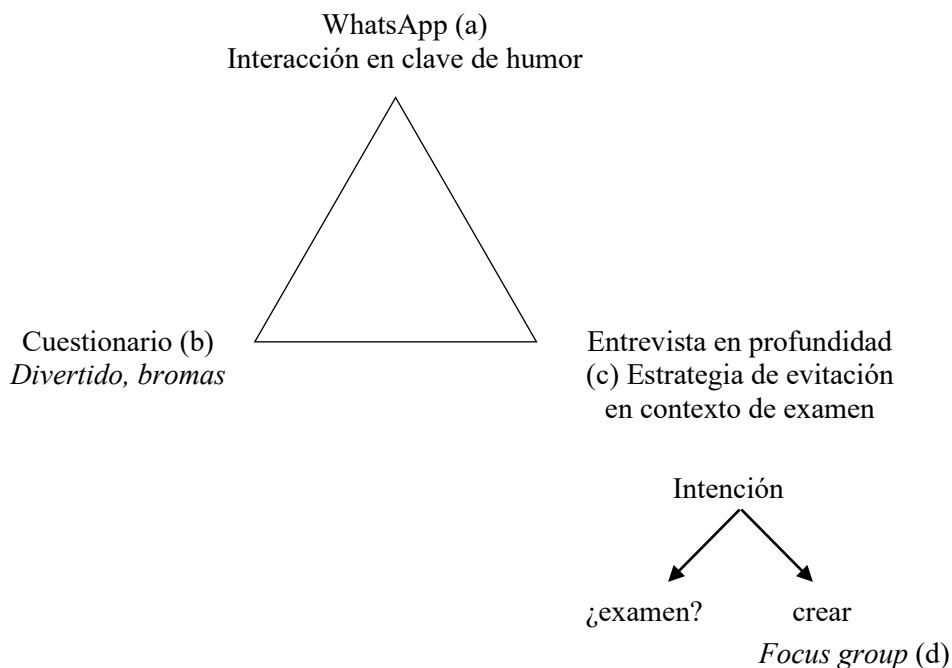 WhatsApp (a)
Interacción en clave de humor
Cuestionario (b)
Divertido, bromas
Entrevista en profundidad
(c) Estrategia de evitación
en contexto de examen
Intención
¿examen? crear
Focus group (d)